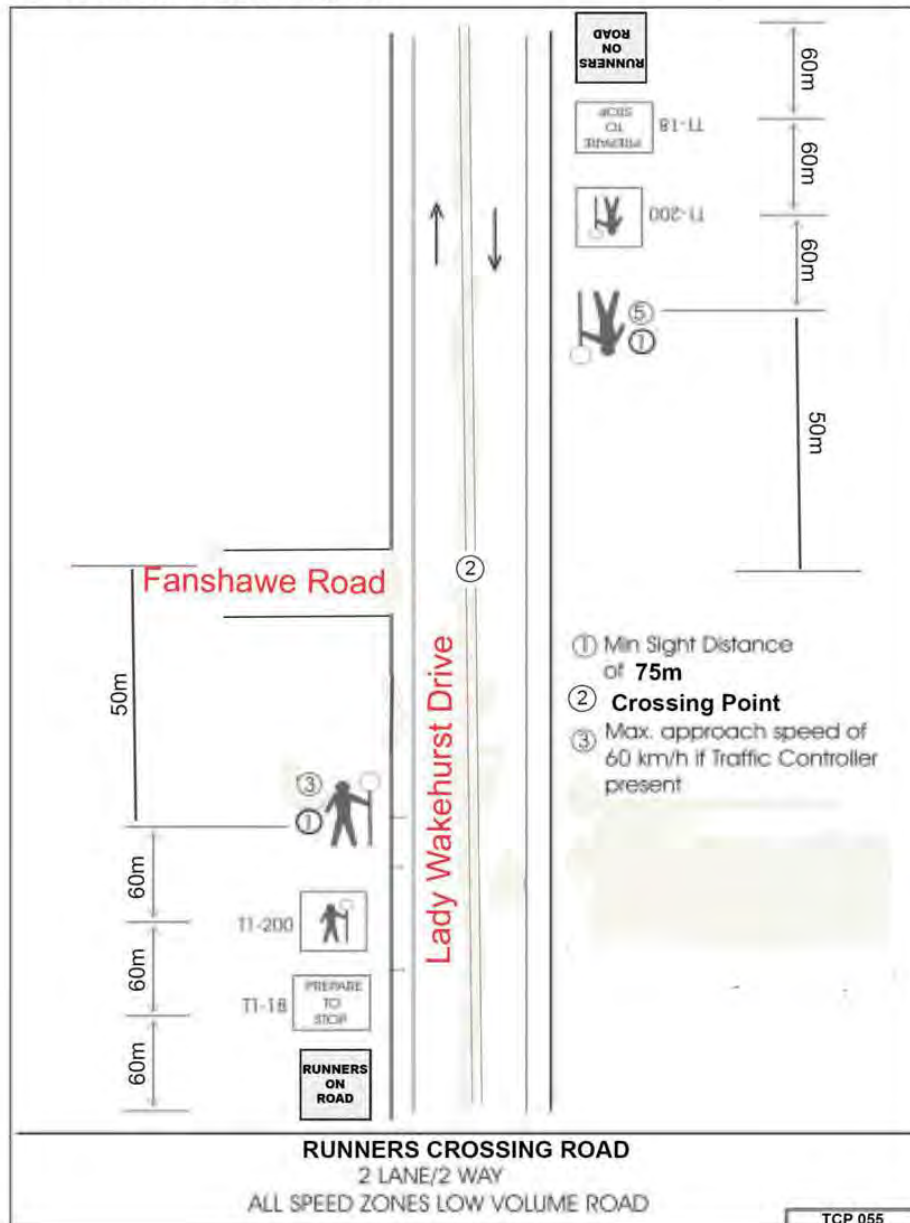 RUNNERS
ON
ROAD
60m
PREPARE
TO
STOP
T1-18
60m
T1-200
60m
5
1
50m
2
Fanshawe Road
Lady Wakehurst Drive
1 Min Sight Distance
of 75m
2 Crossing Point
3 Max. approach speed of
60 km/h if Traffic Controller
present
50m
3
1
60m
T1-200
60m
T1-18
PREPARE
TO
STOP
60m
RUNNERS
ON
ROAD
RUNNERS CROSSING ROAD
2 LANE/2 WAY
ALL SPEED ZONES LOW VOLUME ROAD
TCP 055